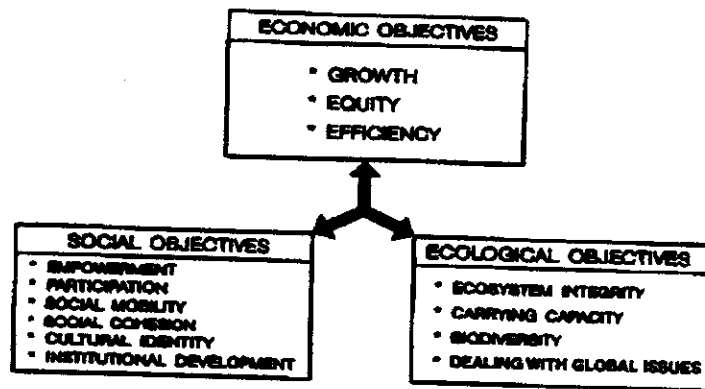 ECONOMIC OBJECTIVES
* GROWTH
* EQUITY
* EFFICIENCY
SOCIAL OBJECTIVES
* EMPOWERMENT
* PARTICIPATION
* SOCIAL MOBILITY
* SOCIAL COHESION
* CULTURAL IDENTITY
* INSTITUTIONAL DEVELOPMENT
ECOLOGICAL OBJECTIVES
* ECOSYSTEM INTEGRITY
* CARRYING CAPACITY
* BIODIVERSITY
* DEALING WITH GLOBAL ISSUES